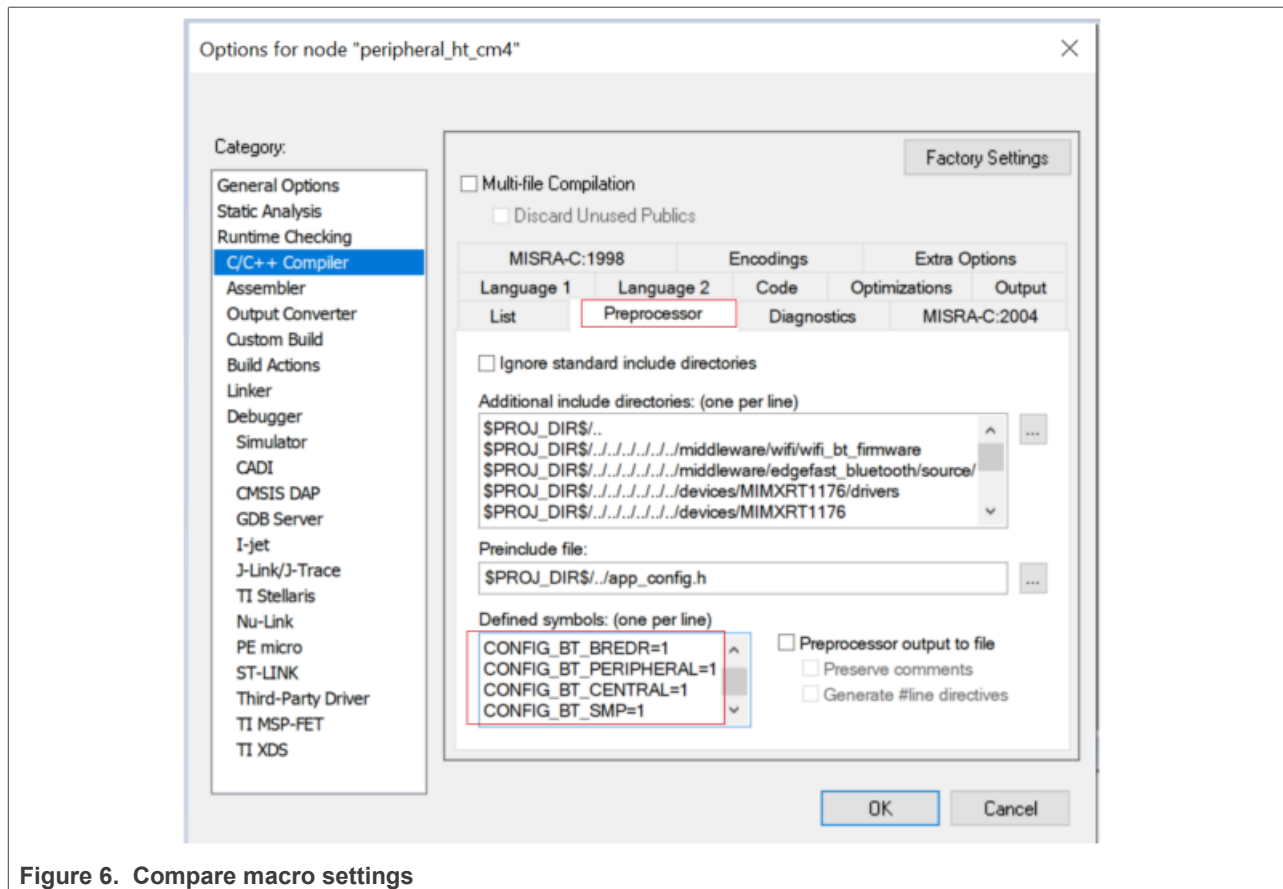 Options for node "peripheral_ht_cm4"
Category:
General Options
Static Analysis
Runtime Checking
C/C++ Compiler
Assembler
Output Converter
Custom Build
Build Actions
Linker
Debugger
Simulator
CADI
CMSIS DAP
GDB Server
I-jet
J-Link/J-Trace
TI Stellaris
Nu-Link
PE micro
ST-LINK
Third-Party Driver
TI MSP-FET
TI XDS
Factory Settings
Multi-file Compilation
Discard Unused Publics
MISRA-C:1998 Encodings Extra Options
Language 1 Language 2 Code Optimizations Output
List Preprocessor Diagnostics MISRA-C:2004
Ignore standard include directories
Additional include directories: (one per line)
$PROJ_DIR$/..
$PROJ_DIR$/../../../../../../../middleware/wifi/wifi_bt_firmware
$PROJ_DIR$/../../../../../../../middleware/edgefast_bluetooth/source/
$PROJ_DIR$/../../../../../../../devices/MIMXRT1176/drivers
$PROJ_DIR$/../../../../../../../devices/MIMXRT1176
...
Preinclude file:
$PROJ_DIR$/../app_config.h
...
Defined symbols: (one per line)
CONFIG_BT_BREDR=1
CONFIG_BT_PERIPHERAL=1
CONFIG_BT_CENTRAL=1
CONFIG_BT_SMP=1
Preprocessor output to file
Preserve comments
Generate #line directives
OK Cancel
Figure 6. Compare macro settings